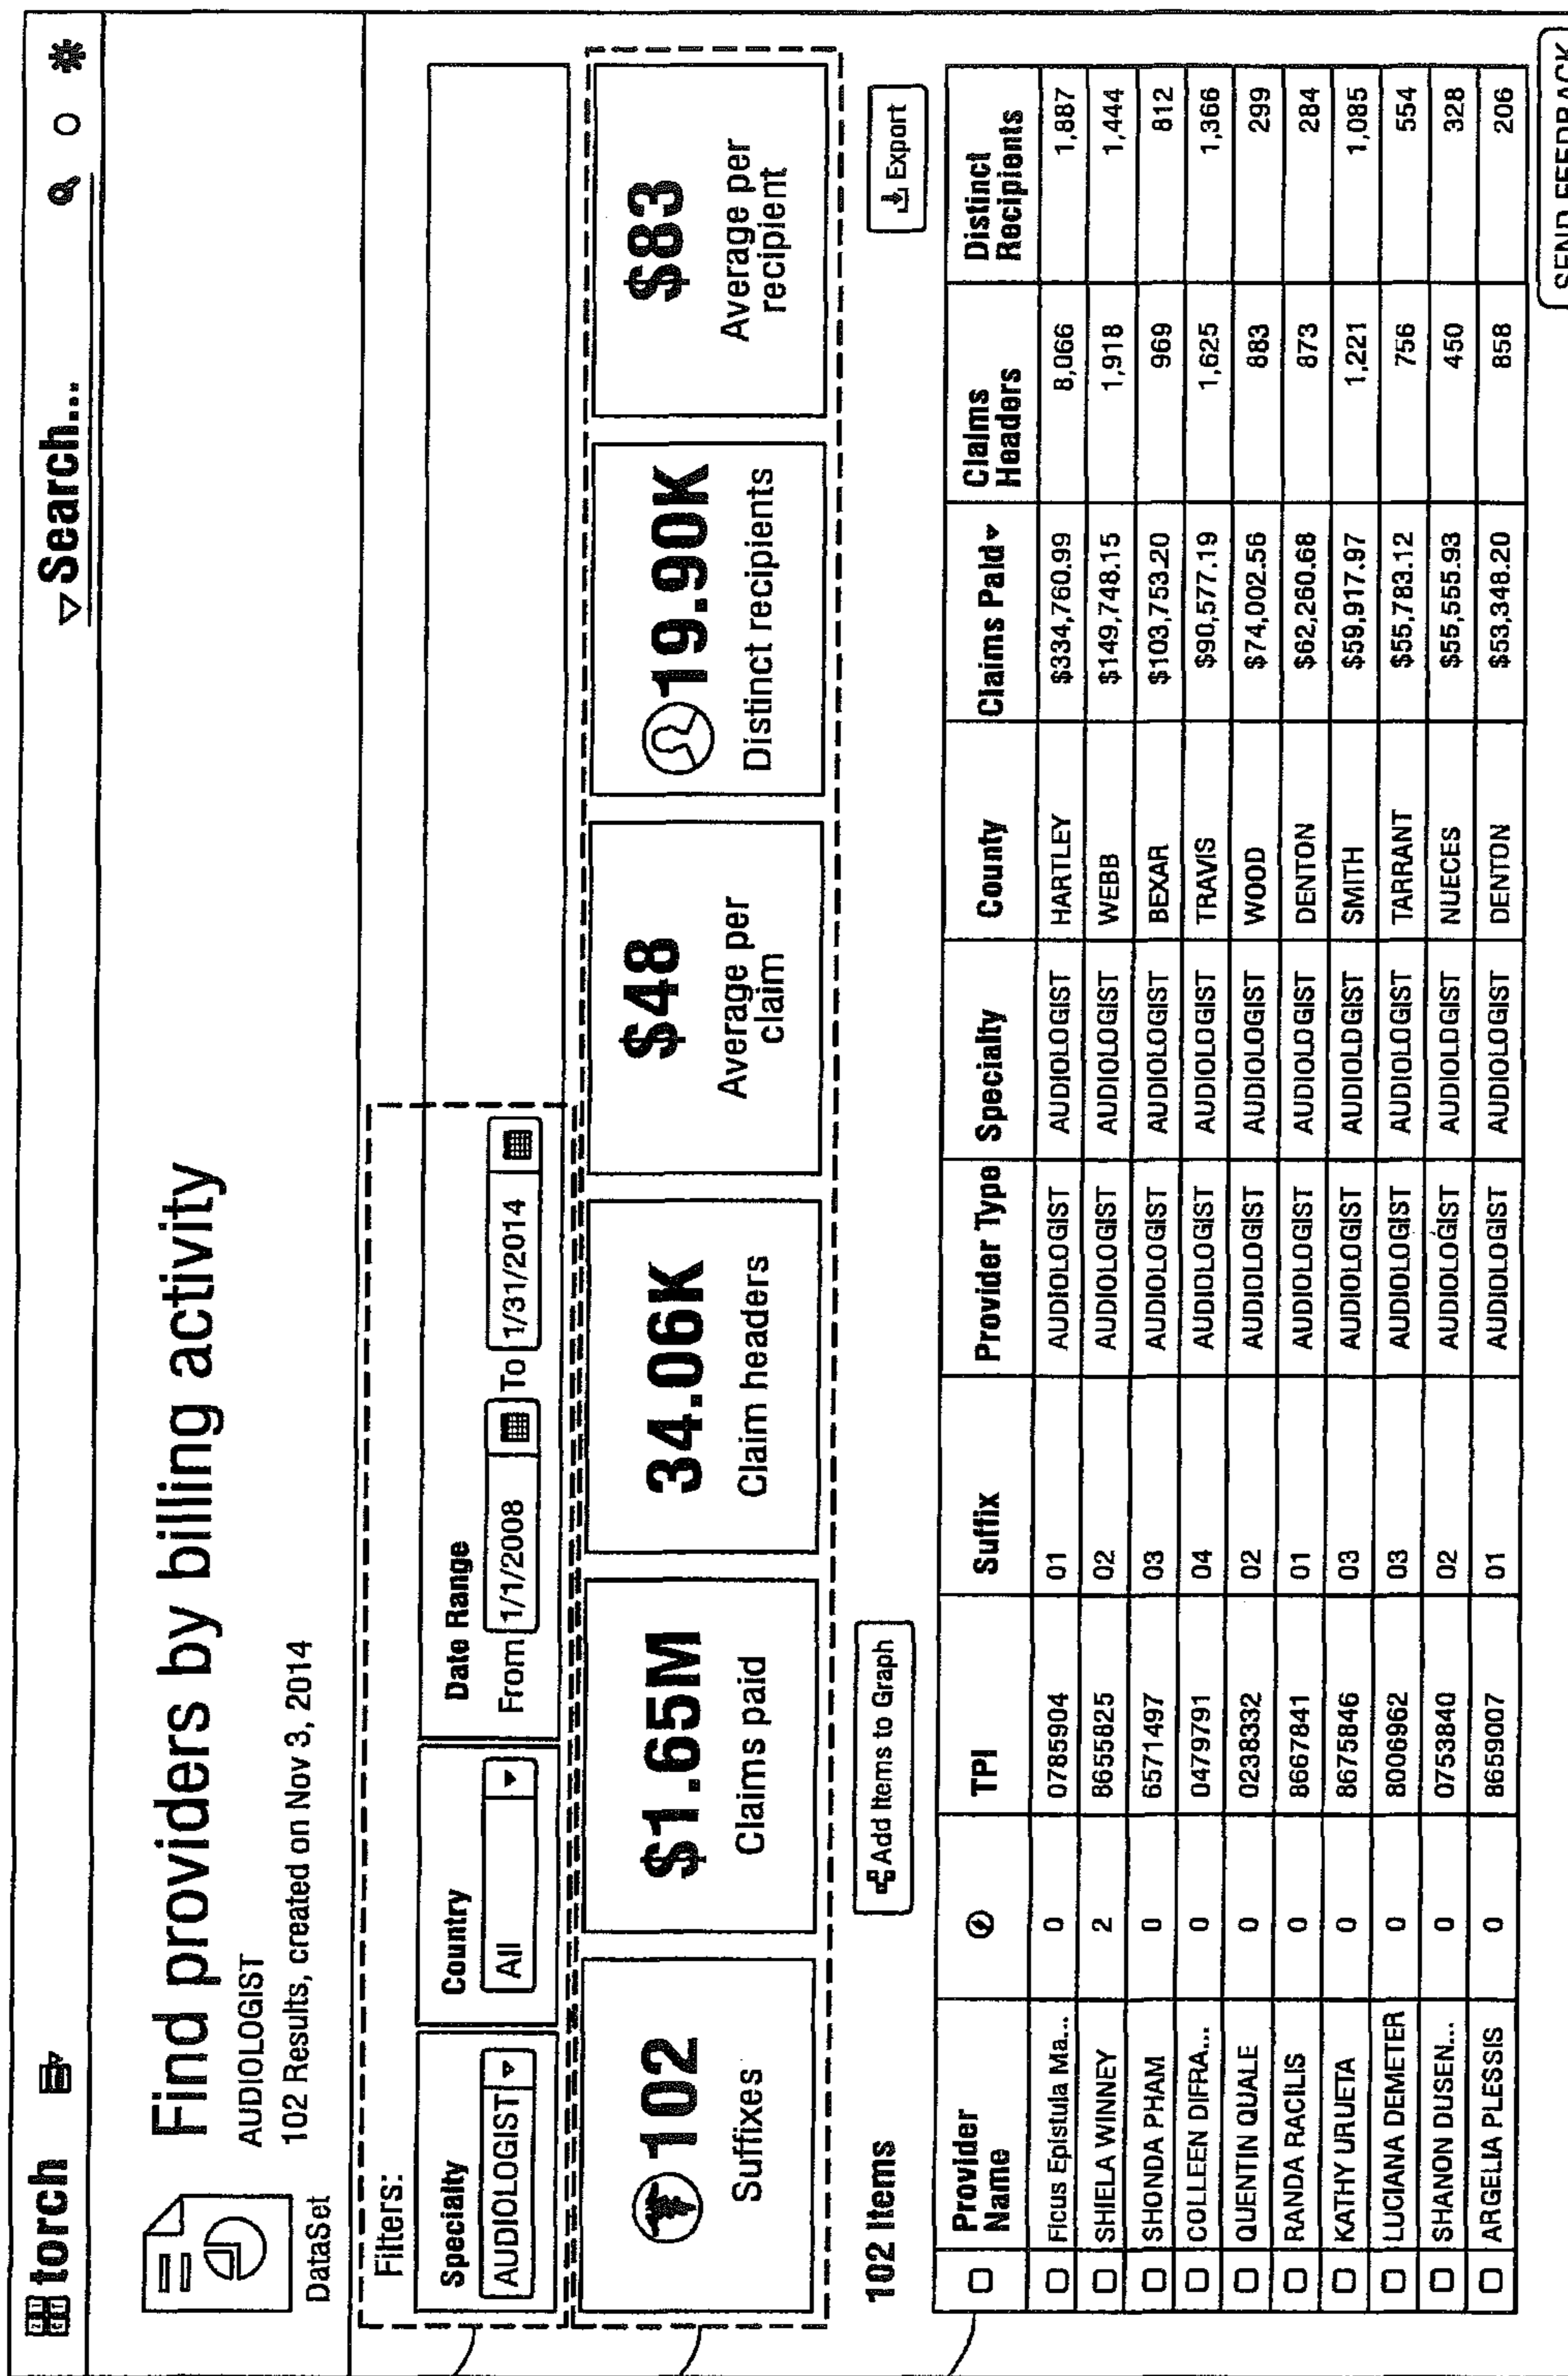 torch
Search...
Find providers by billing activity
AUDIOLOGIST
102 Results, created on Nov 3, 2014
DataSet
Filters:
Specialty Country Date Range
AUDIOLOGIST All From 1/1/2008 To 1/31/2014
102 $1.65M 34.06K $48 19.90K $83
Suffixes Claims paid Claim headers Average per claim Distinct recipients Average per recipient
102 Items Add Items to Graph Export
Provider Name TPI Suffix Provider Type Specialty County Claims Paid Claims Headers Distinct Recipients
Ficus Epistula Ma... 0 0785904 01 AUDIOLOGIST AUDIOLOGIST HARTLEY $334,760.99 8,066 1,887
SHIELA WINNEY 2 8655825 02 AUDIOLOGIST AUDIOLOGIST WEBB $149,748.15 1,918 1,444
SHONDA PHAM 0 6571497 03 AUDIOLOGIST AUDIOLOGIST BEXAR $103,753.20 969 812
COLLEEN DIFRA... 0 0479791 04 AUDIOLOGIST AUDIOLOGIST TRAVIS $90,577.19 1,625 1,366
QUENTIN QUALE 0 0238332 02 AUDIOLOGIST AUDIOLOGIST WOOD $74,002.56 883 299
RANDA RACILIS 0 8667841 01 AUDIOLOGIST AUDIOLOGIST DENTON $62,260.68 873 284
KATHY URUETA 0 8675846 03 AUDIOLOGIST AUDIOLOGIST SMITH $59,917.97 1,221 1,085
LUCIANA DEMETER 0 8006962 03 AUDIOLOGIST AUDIOLOGIST TARRANT $55,783.12 756 554
SHANON DUSEN... 0 0753840 02 AUDIOLOGIST AUDIOLOGIST NUECES $55,555.93 450 328
ARGELIA PLESSIS 0 8659007 01 AUDIOLOGIST AUDIOLOGIST DENTON $53,348.20 858 206
SEND FEEDBACK